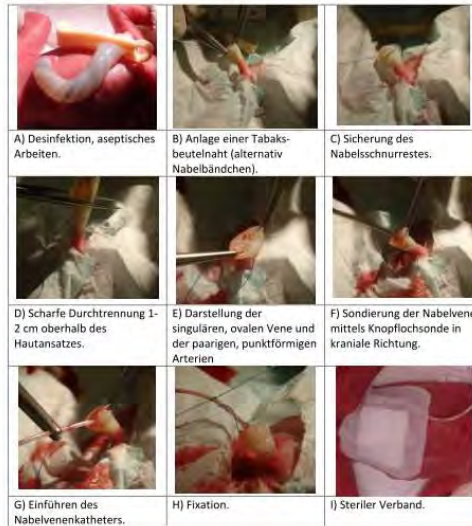 A) Desinfektion, aseptisches
Arbeiten.
B) Anlage einer Tabaks-
beutelnaht (alternativ
Nabelbändchen).
C) Sicherung des
Nabelsschnurrestes.
D) Scharfe Durchtrennung 1-
2 cm oberhalb des
Hautansatzes.
E) Darstellung der
singulären, ovalen Vene und
der paarigen, punktförmigen
Arterien
F) Sondierung der Nabelvene
mittels Knopflochsonde in
kraniale Richtung.
G) Einführen des
Nabelvenenkatheters.
H) Fixation.
I) Steriler Verband.